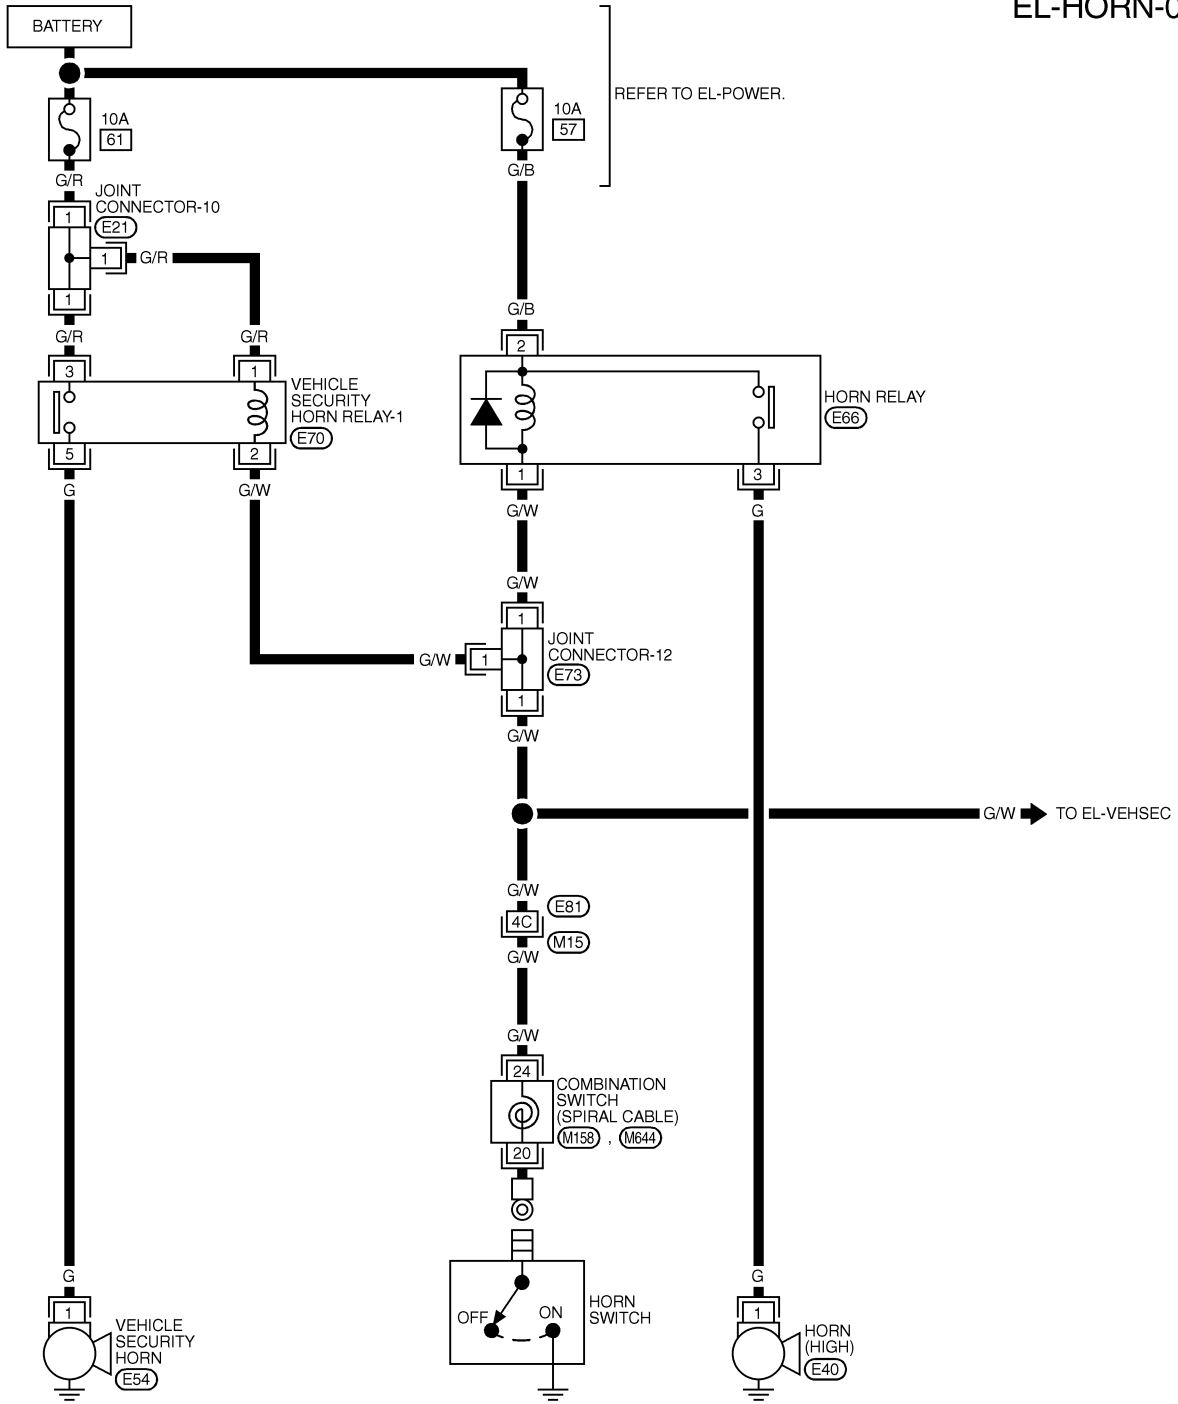 EL-HORN-0
BATTERY
REFER TO EL-POWER.
10A
61
10A
57
G/R
G/B
JOINT
CONNECTOR-10
E21
1
1
G/R
1
G/B
G/R
G/R
2
3
1
VEHICLE
SECURITY
HORN RELAY-1
E70
HORN RELAY
E66
5
2
1
3
G
G/W
G/W
G
G/W
1
JOINT
CONNECTOR-12
E73
G/W
1
1
G/W
G/W
TO EL-VEHSEC
G/W
E81
4C
M15
G/W
G/W
24
COMBINATION
SWITCH
(SPIRAL CABLE)
M158 , M644
20
G
G
OFF
ON
HORN
SWITCH
1
VEHICLE
SECURITY
HORN
E54
1
HORN
(HIGH)
E40